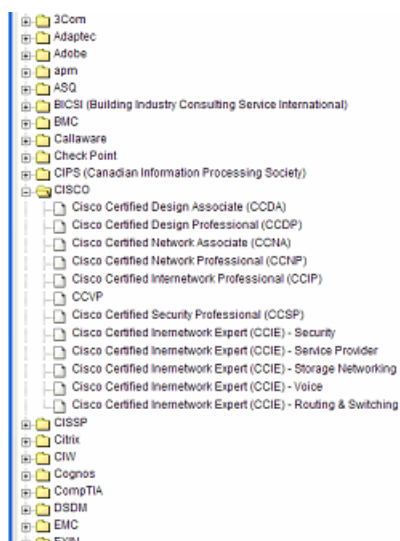 3Com
Adaptec
Adobe
apm
ASQ
BICSI (Building Industry Consulting Service International)
BMC
Callaware
Check Point
CIPS (Canadian Information Processing Society)
CISCO
Cisco Certified Design Associate (CCDA)
Cisco Certified Design Professional (CCDP)
Cisco Certified Network Associate (CCNA)
Cisco Certified Network Professional (CCNP)
Cisco Certified Internetwork Professional (CCIP)
CCVP
Cisco Certified Security Professional (CCSP)
Cisco Certified Inernetwork Expert (CCIE) - Security
Cisco Certified Inernetwork Expert (CCIE) - Service Provider
Cisco Certified Inernetwork Expert (CCIE) - Storage Networking
Cisco Certified Inernetwork Expert (CCIE) - Voice
Cisco Certified Inernetwork Expert (CCIE) - Routing & Switching
CISSP
Citrix
CIW
Cognos
CompTIA
DSDM
EMC